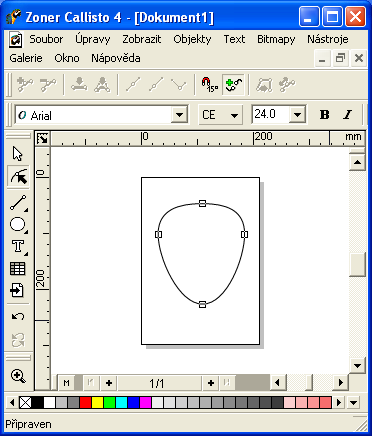 Zoner Callisto 4 - [Dokument1]
Soubor Úpravy Zobrazit Objekty Text Bitmapy Nástroje
Galerie Okno Nápověda
15°
O Arial CE 24.0 B I
0 200 mm
0
200
T
M 1/1 M
Připraven